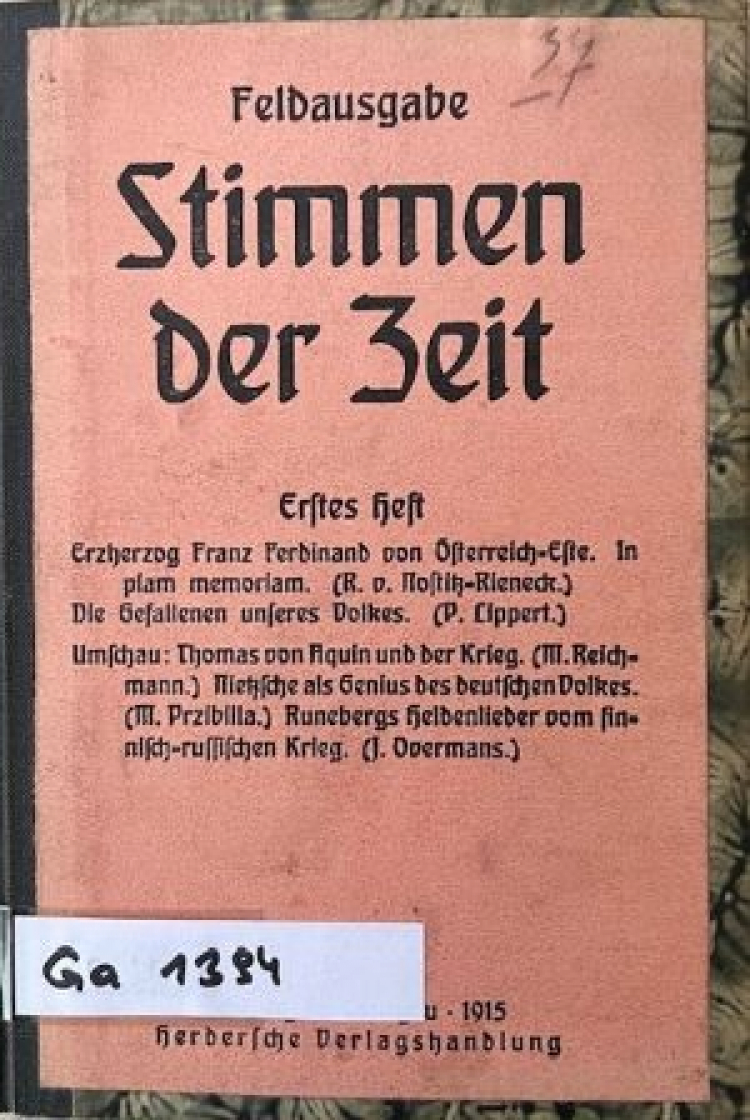 37
Feldausgabe
Stimmen
der Zeit
Erstes Heft
Erzherzog Franz Ferdinand von Österreich-Este. In
piam memoriam. (R. v. Nostitz-Rieneck.)
Die Gefallenen unseres Volkes. (P. Lippert.)
Umschau: Thomas von Aquin und der Krieg. (M. Reich-
mann.) Nietzsche als Genius des deutschen Volkes.
(M. Przibilla.) Runebergs Heldenlieder vom fin-
nisch-russischen Krieg. (J. Overmans.)
Ga 1394
· 1915
Herdersche Verlagshandlung